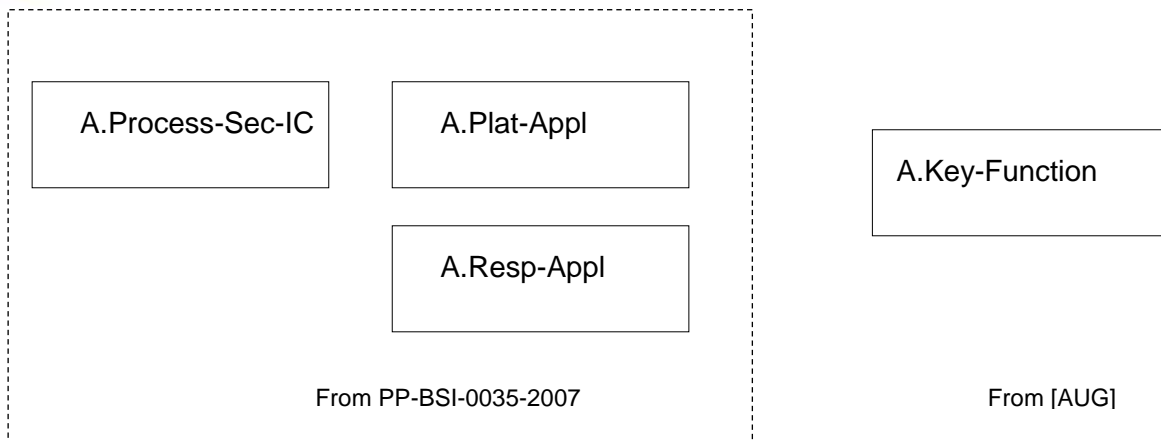 A.Process-Sec-IC
A.Plat-Appl
A.Key-Function
A.Resp-Appl
From PP-BSI-0035-2007
From [AUG]